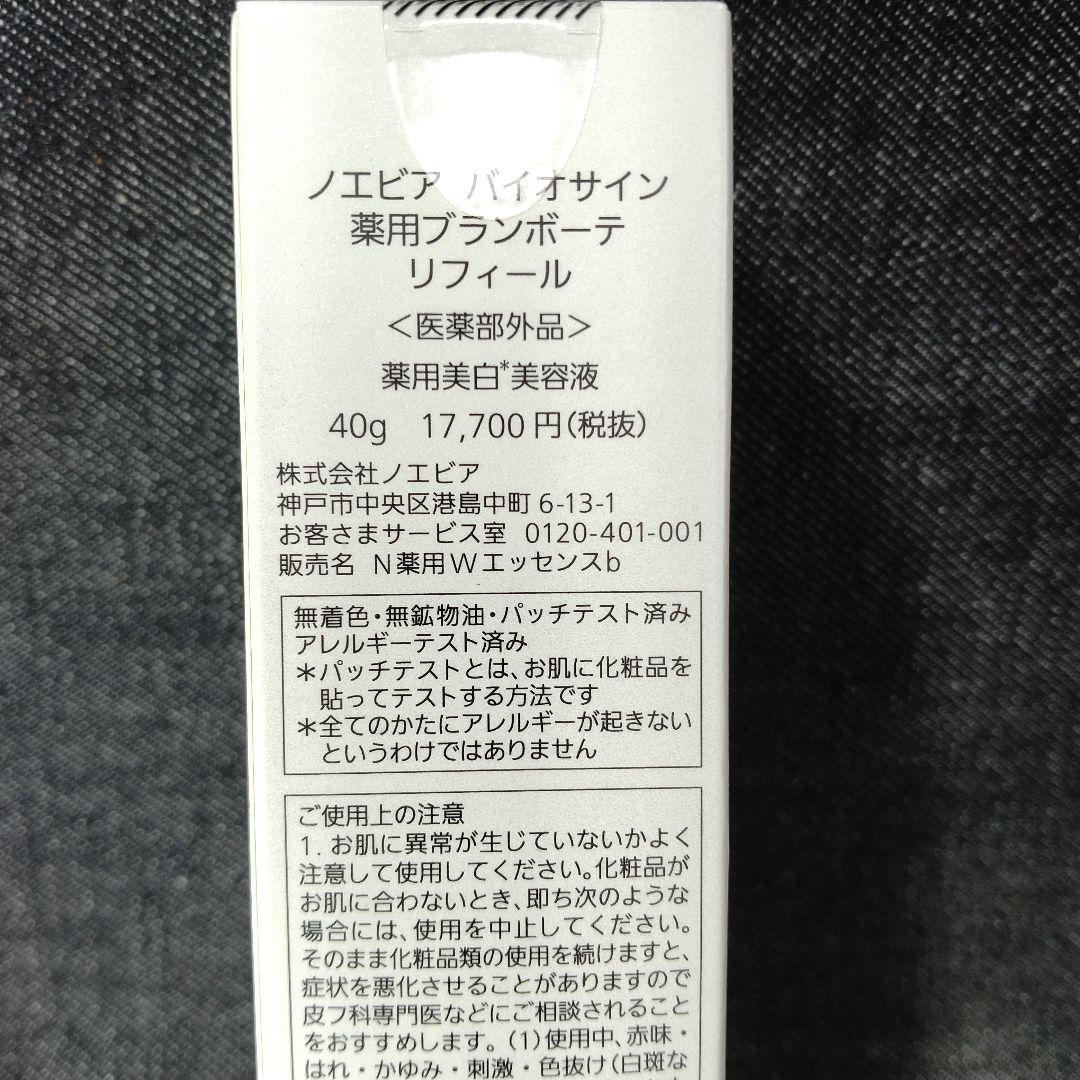 ノエビア バイオサイン
薬用ブランボーテ
リフィール
＜医薬部外品＞
薬用美白*美容液
40g 17,700円(税抜)
株式会社ノエビア
神戸市中央区港島中町 6-13-1
お客さまサービス室 0120-401-001
販売名 N薬用Wエッセンスb
無着色・無鉱物油・パッチテスト済み
アレルギーテスト済み
＊パッチテストとは、お肌に化粧品を
貼ってテストする方法です
＊全てのかたにアレルギーが起きない
というわけではありません
ご使用上の注意
1. お肌に異常が生じていないかよく
注意して使用してください。化粧品が
お肌に合わないとき、即ち次のような
場合には、使用を中止してください。
そのまま化粧品類の使用を続けますと、
症状を悪化させることがありますので
皮フ科専門医などにご相談されること
をおすすめします。(1)使用中、赤味・
はれ・かゆみ・刺激・色抜け(白斑な